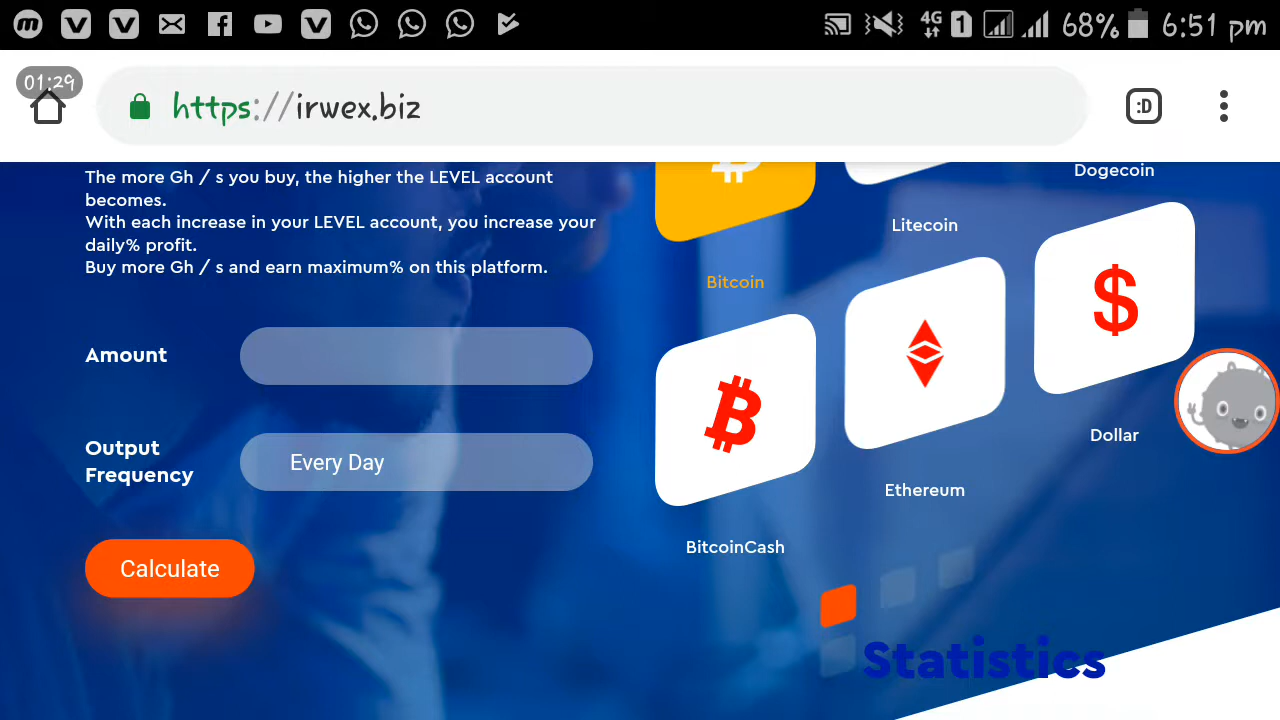 4G 1 68% 6:51 pm
01:29
https://irwex.biz
:D
The more Gh / s you buy, the higher the LEVEL account
becomes.
With each increase in your LEVEL account, you increase your
daily% profit.
Buy more Gh / s and earn maximum% on this platform.
Amount
Output
Frequency
Every Day
Calculate
Dogecoin
Litecoin
Bitcoin
Dollar
Ethereum
BitcoinCash
Statistics